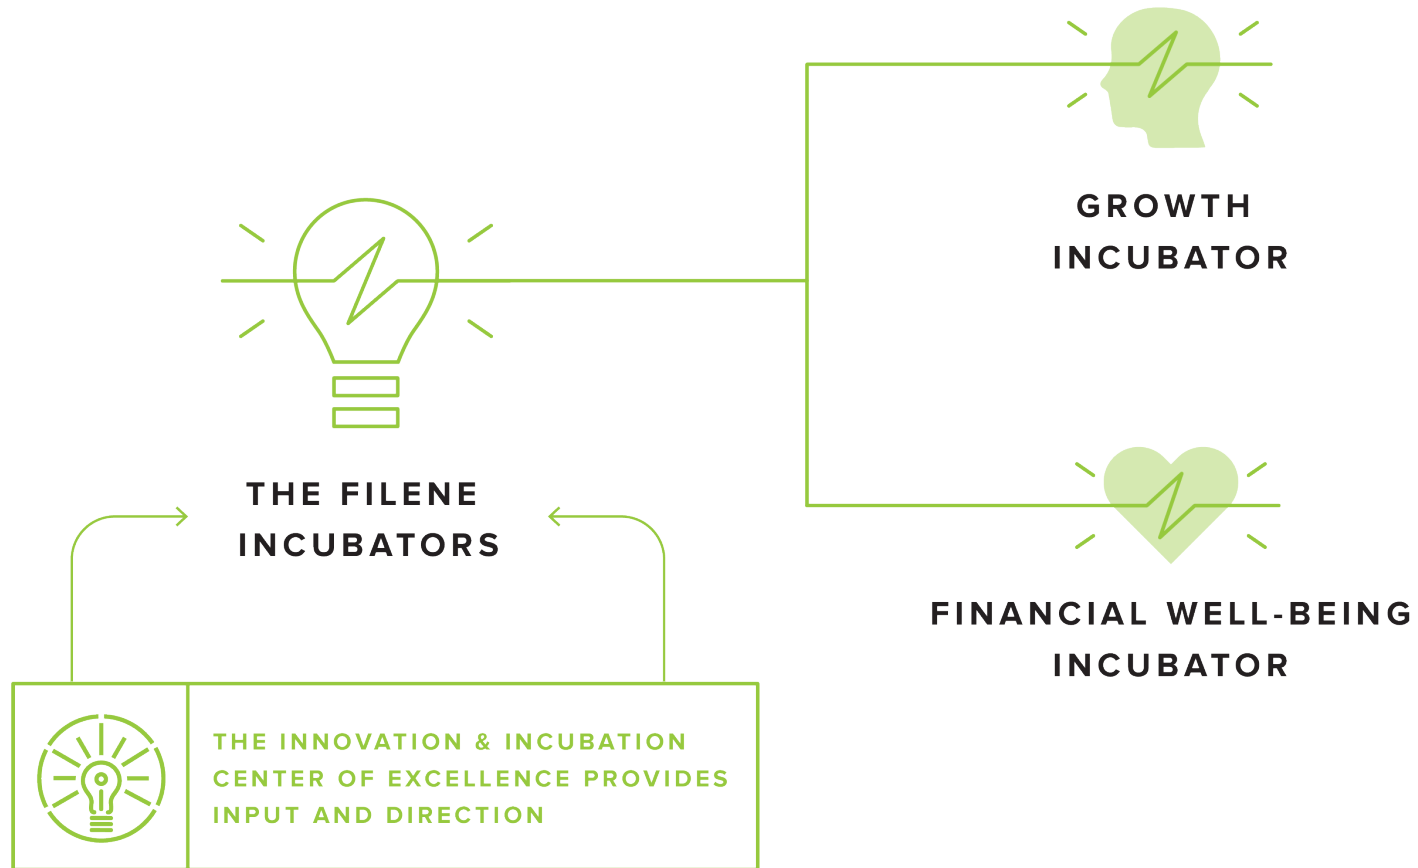 GROWTH
INCUBATOR
THE FILENE
INCUBATORS
FINANCIAL WELL-BEING
INCUBATOR
THE INNOVATION & INCUBATION
CENTER OF EXCELLENCE PROVIDES
INPUT AND DIRECTION